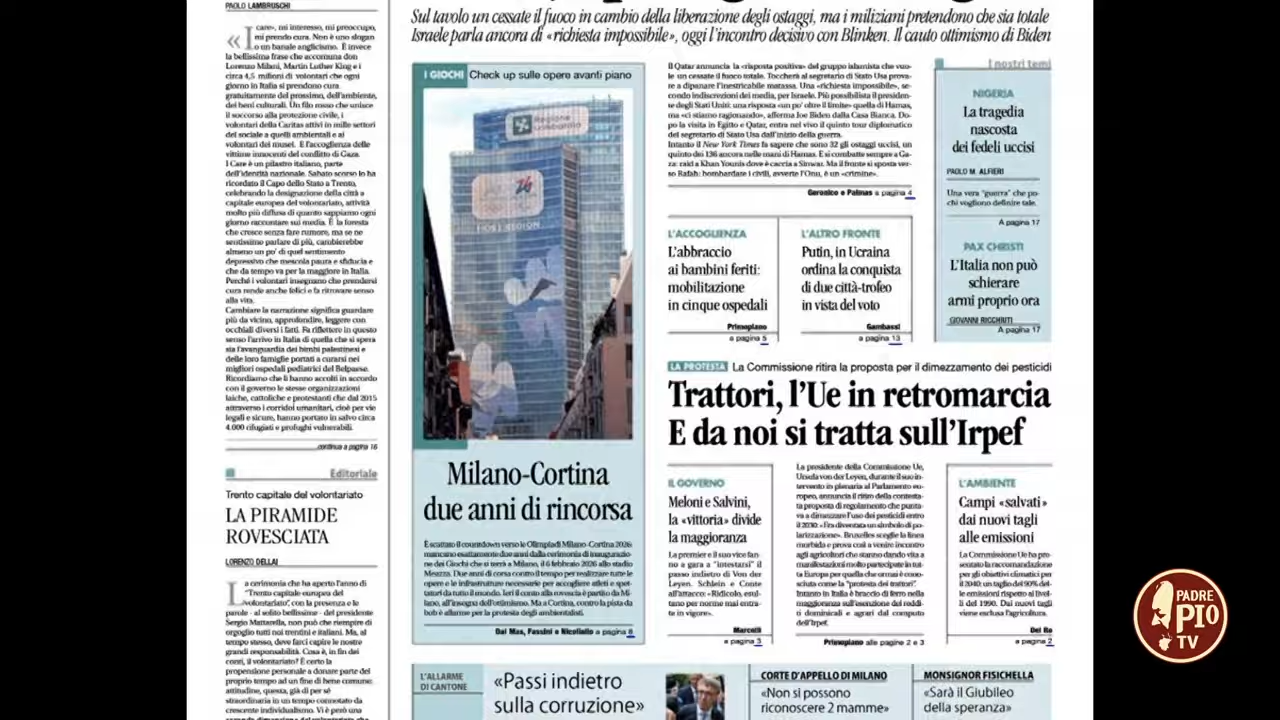 PAOLO LAMBRUSCHI
«I care», mi interesso, mi preoccupo,
mi prendo cura. Non è uno slogan
o un banale anglicismo. È invece
la bellissima frase che accomuna don
Lorenzo Milani, Martin Luther King e i
circa 4,5 milioni di volontari che ogni
giorno in Italia si prendono cura
gratuitamente del prossimo, dell'ambiente,
dei beni culturali. Un filo rosso che unisce
il soccorso alla protezione civile, i
volontari della Caritas attivi in mille settori
del sociale a quelli ambientali e ai
volontari dei musei. E l'accoglienza delle
vittime innocenti del conflitto di Gaza.
I Care è un pilastro italiano, parte
dell'identità nazionale. Sabato scorso lo ha
ricordato il Capo dello Stato a Trento,
celebrando la designazione della città a
capitale europea del volontariato, attività
molto più diffusa di quanto sappiamo ogni
giorno raccontare sui media. È la foresta
che cresce senza fare rumore, ma se ne
sentissimo parlare di più, cambierebbe
almeno un po' di quel sentimento
depressivo che mescola paura e sfiducia e
che da tempo va per la maggiore in Italia.
Perché i volontari insegnano che prendersi
cura rende anche felici e fa ritrovare senso
alla vita.
Cambiare la narrazione significa guardare
più da vicino, approfondire, leggere con
occhiali diversi i fatti. Fa riflettere in questo
senso l'arrivo in Italia di quella che si spera
sia l'avanguardia dei bimbi palestinesi e
delle loro famiglie portati a curarsi nei
migliori ospedali pediatrici del Belpaese.
Ricordiamo che li hanno accolti in accordo
con il governo le stesse organizzazioni
laiche, cattoliche e protestanti che dal 2015
attraverso i corridoi umanitari, cioè per vie
legali e sicure, hanno portato in salvo circa
4.000 rifugiati e profughi vulnerabili.
continua a pagina 16
Editoriale
Trento capitale del volontariato
LA PIRAMIDE
ROVESCIATA
LORENZO DELLAI
La cerimonia che ha aperto l'anno di
"Trento capitale europea del
volontariato", con la presenza e le
parole - al solito bellissime - del presidente
Sergio Mattarella, non può che riempire di
orgoglio tutti noi trentini e italiani. Ma, al
tempo stesso, deve farci capire le nostre
grandi responsabilità. Cosa è, in fin dei
conti, il volontariato? È certo la
propensione personale a donare parte del
proprio tempo ad un fine di bene comune:
attitudine, questa, già di per sé
straordinaria in un tempo connotato da
crescente individualismo. Vi è però una
Sul tavolo un cessate il fuoco in cambio della liberazione degli ostaggi, ma i miliziani pretendono che sia totale
Israele parla ancora di «richiesta impossibile», oggi l'incontro decisivo con Blinken. Il cauto ottimismo di Biden
I GIOCHI Check up sulle opere avanti piano
Milano-Cortina
due anni di rincorsa
È scattato il countdown verso le Olimpiadi Milano-Cortina 2026:
mancano esattamente due anni dalla cerimonia di inaugurazio-
ne dei Giochi che si terrà a Milano, il 6 febbraio 2026 allo stadio
Meazza. Due anni di corsa contro il tempo per realizzare tutte le
opere e le infrastrutture necessarie per accogliere atleti e spet-
tatori da tutto il mondo. Ieri il conto alla rovescia è partito da Mi-
lano, all'insegna dell'ottimismo. Ma a Cortina, contro la pista da
bob è allarme per la protesta degli ambientalisti.
Dal Mas, Fassini e Nicoliello a pagina 8
Il Qatar annuncia la «risposta positiva» del gruppo islamista che vuo-
le un cessate il fuoco totale. Toccherà al segretario di Stato Usa prova-
re a dipanare l'inestricabile matassa. Una «richiesta impossibile», se-
condo indiscrezioni dei media, per Israele. Più possibilista il presiden-
te degli Stati Uniti: una risposta «un po' oltre il limite» quella di Hamas,
ma «ci stiamo ragionando», afferma Joe Biden dalla Casa Bianca. Do-
po la visita in Egitto e Qatar, entra nel vivo il quinto tour diplomatico
del segretario di Stato Usa dall'inizio della guerra.
Intanto il New York Times fa sapere che sono 32 gli ostaggi uccisi, un
quinto dei 136 ancora nelle mani di Hamas. E si combatte sempre a Ga-
za: raid a Khan Younis dove è caccia a Sinwar. Ma il fronte si sposta ver-
so Rafah: bombardare i civili, avverte l'Onu, è un «crimine».
Geronico e Palmas a pagina 4
L'ACCOGLIENZA
L'abbraccio
ai bambini feriti:
mobilitazione
in cinque ospedali
Primopiano
a pagina 5
L'ALTRO FRONTE
Putin, in Ucraina
ordina la conquista
di due città-trofeo
in vista del voto
Gambassi
a pagina 13
I nostri temi
NIGERIA
La tragedia
nascosta
dei fedeli uccisi
PAOLO M. ALFIERI
Una vera "guerra" che po-
chi vogliono definire tale.
A pagina 17
PAX CHRISTI
L'Italia non può
schierare
armi proprio ora
GIOVANNI RICCHIUTI
A pagina 17
LA PROTESTA La Commissione ritira la proposta per il dimezzamento dei pesticidi
Trattori, l'Ue in retromarcia
E da noi si tratta sull'Irpef
IL GOVERNO
Meloni e Salvini,
la «vittoria» divide
la maggioranza
La premier e il suo vice fan-
no a gara a "intestarsi" il
passo indietro di Von der
Leyen. Schlein e Conte
all'attacco: «Ridicolo, esul-
tano per norme mai entra-
te in vigore».
Marcelli
a pagina 3
La presidente della Commissione Ue,
Ursula von der Leyen, durante il suo in-
tervento in plenaria al Parlamento eu-
ropeo, annuncia il ritiro della contesta-
ta proposta di regolamento che punta-
va a dimezzare l'uso dei pesticidi entro
il 2030: «Era diventata un simbolo di po-
larizzazione». Bruxelles sceglie la linea
morbida e prova così a venire incontro
agli agricoltori che stanno dando vita a
manifestazioni molto partecipate in tut-
ta Europa per quella che ormai è cono-
sciuta come la "protesta dei trattori".
Intanto in Italia è braccio di ferro nella
maggioranza sull'esenzione dei reddi-
ti dominicali e agrari dal computo
dell'Irpef.
Primopiano alle pagine 2 e 3
L'AMBIENTE
Campi «salvati»
dai nuovi tagli
alle emissioni
La Commissione Ue ha pre-
sentato la raccomandazione
per gli obiettivi climatici per
il 2040: un taglio del 90% del-
le emissioni rispetto ai livel-
li del 1990. Dai nuovi tagli
viene esclusa l'agricoltura.
Del Re
a pagina 2
L'ALLARME
DI CANTONE
«Passi indietro
sulla corruzione»
CORTE D'APPELLO DI MILANO
«Non si possono
riconoscere 2 mamme»
MONSIGNOR FISICHELLA
«Sarà il Giubileo
della speranza»
PADRE
PIO
TV